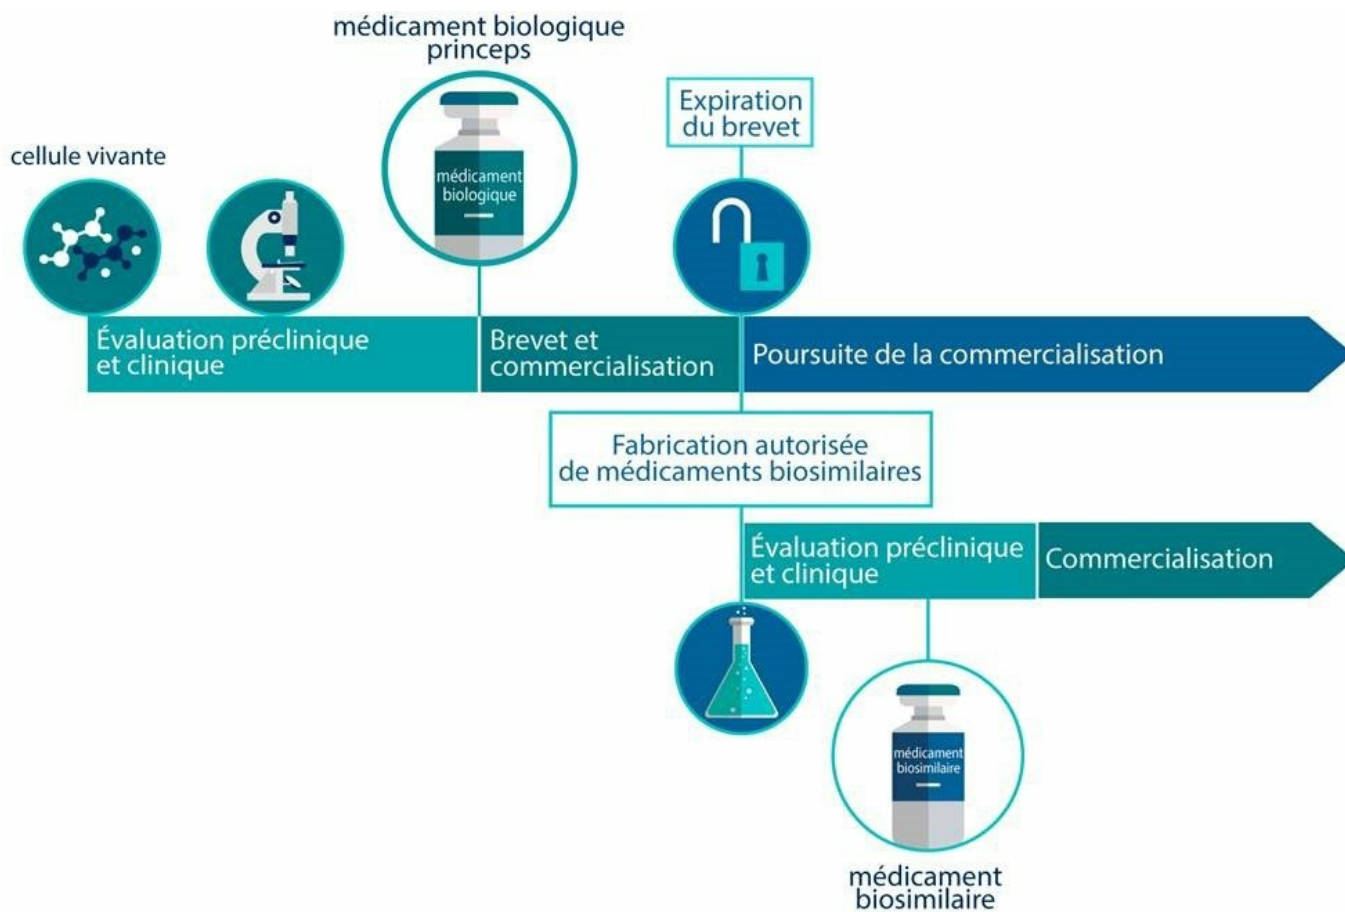 médicament biologique
princeps
Expiration
du brevet
cellule vivante
médicament
biologique
Évaluation préclinique
et clinique
Brevet et
commercialisation
Poursuite de la commercialisation
Fabrication autorisée
de médicaments biosimilaires
Évaluation préclinique
et clinique
Commercialisation
médicament
biosimilaire
médicament
biosimilaire